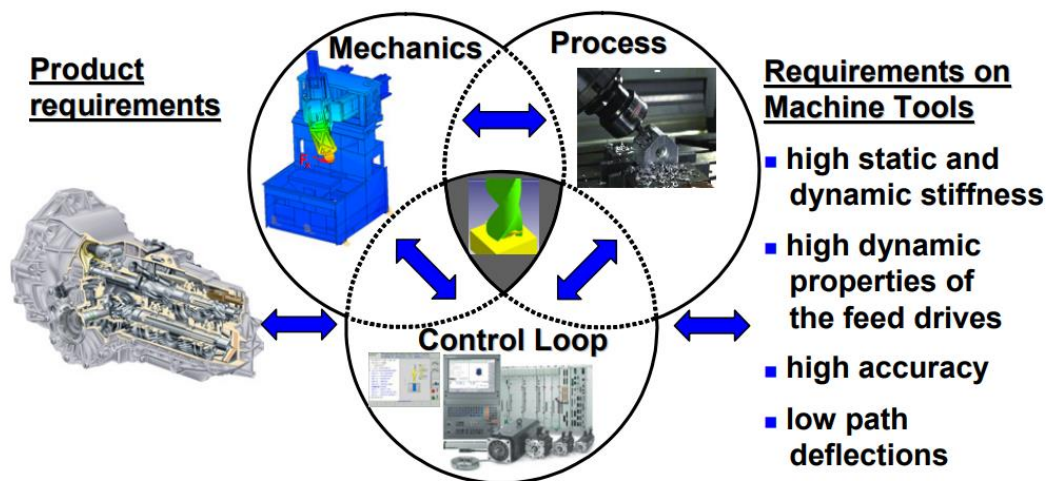 Product
requirements
Mechanics
Process
Control Loop
Requirements on
Machine Tools
high static and
dynamic stiffness
high dynamic
properties of
the feed drives
high accuracy
low path
deflections